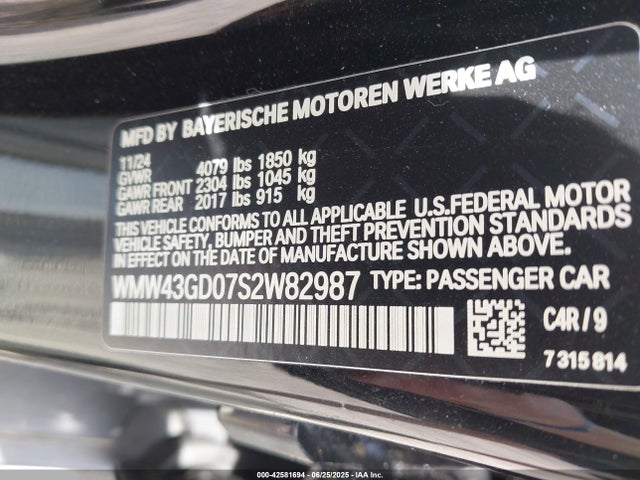 MFD BY BAYERISCHE MOTOREN WERKE AG
11/24
GVWR 4079 lbs 1850 kg
GAWR FRONT 2304 lbs 1045 kg
GAWR REAR 2017 lbs 915 kg
THIS VEHICLE CONFORMS TO ALL APPLICABLE U.S.FEDERAL MOTOR
VEHICLE SAFETY, BUMPER AND THEFT PREVENTION STANDARDS
IN EFFECT ON THE DATE OF MANUFACTURE SHOWN ABOVE.
WMW43GD07S2W82987 TYPE: PASSENGER CAR
C4R/9
7315814
000-42581694 - 06/25/2025 - IAA Inc.